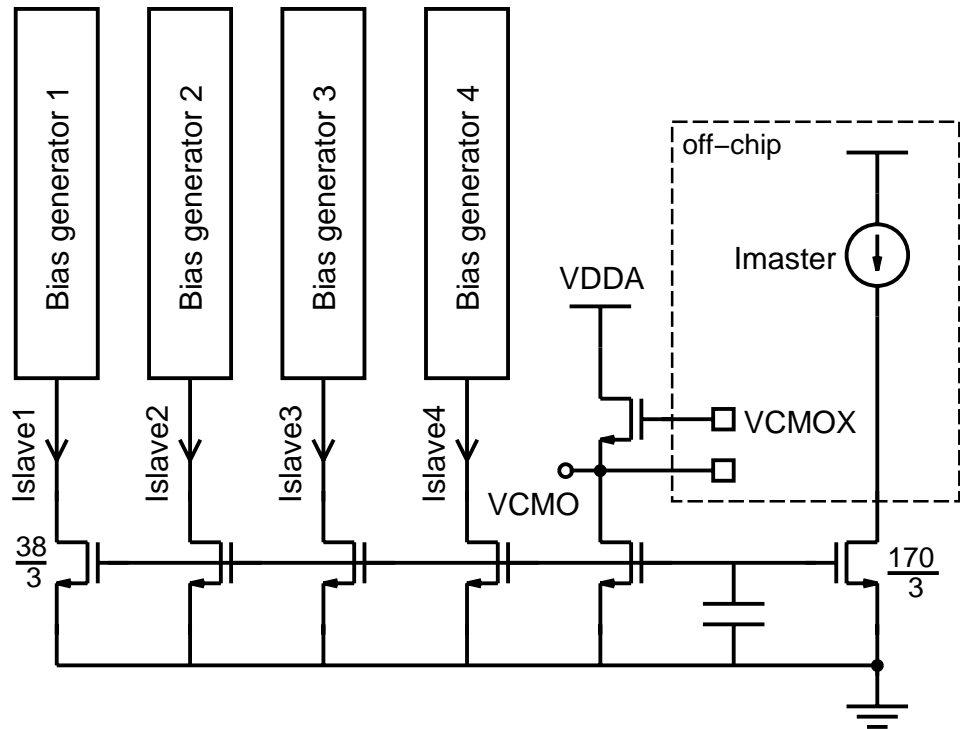 Bias generator 1
Bias generator 2
Bias generator 3
Bias generator 4
off−chip
Imaster
VDDA
VCMOX
VCMO
Islave1
Islave2
Islave3
Islave4
38
3
170
3